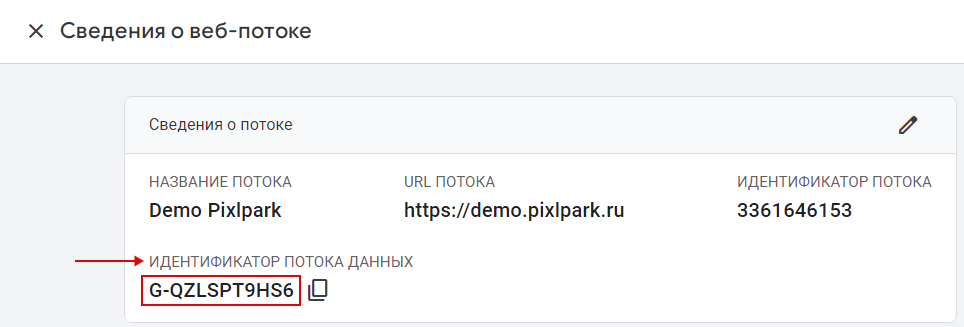 Сведения о веб-потоке
Сведения о потоке
НАЗВАНИЕ ПОТОКА URL ПОТОКА ИДЕНТИФИКАТОР ПОТОКА
Demo Pixlpark https://demo.pixlpark.ru 3361646153
ИДЕНТИФИКАТОР ПОТОКА ДАННЫХ
G-QZLSPT9HS6